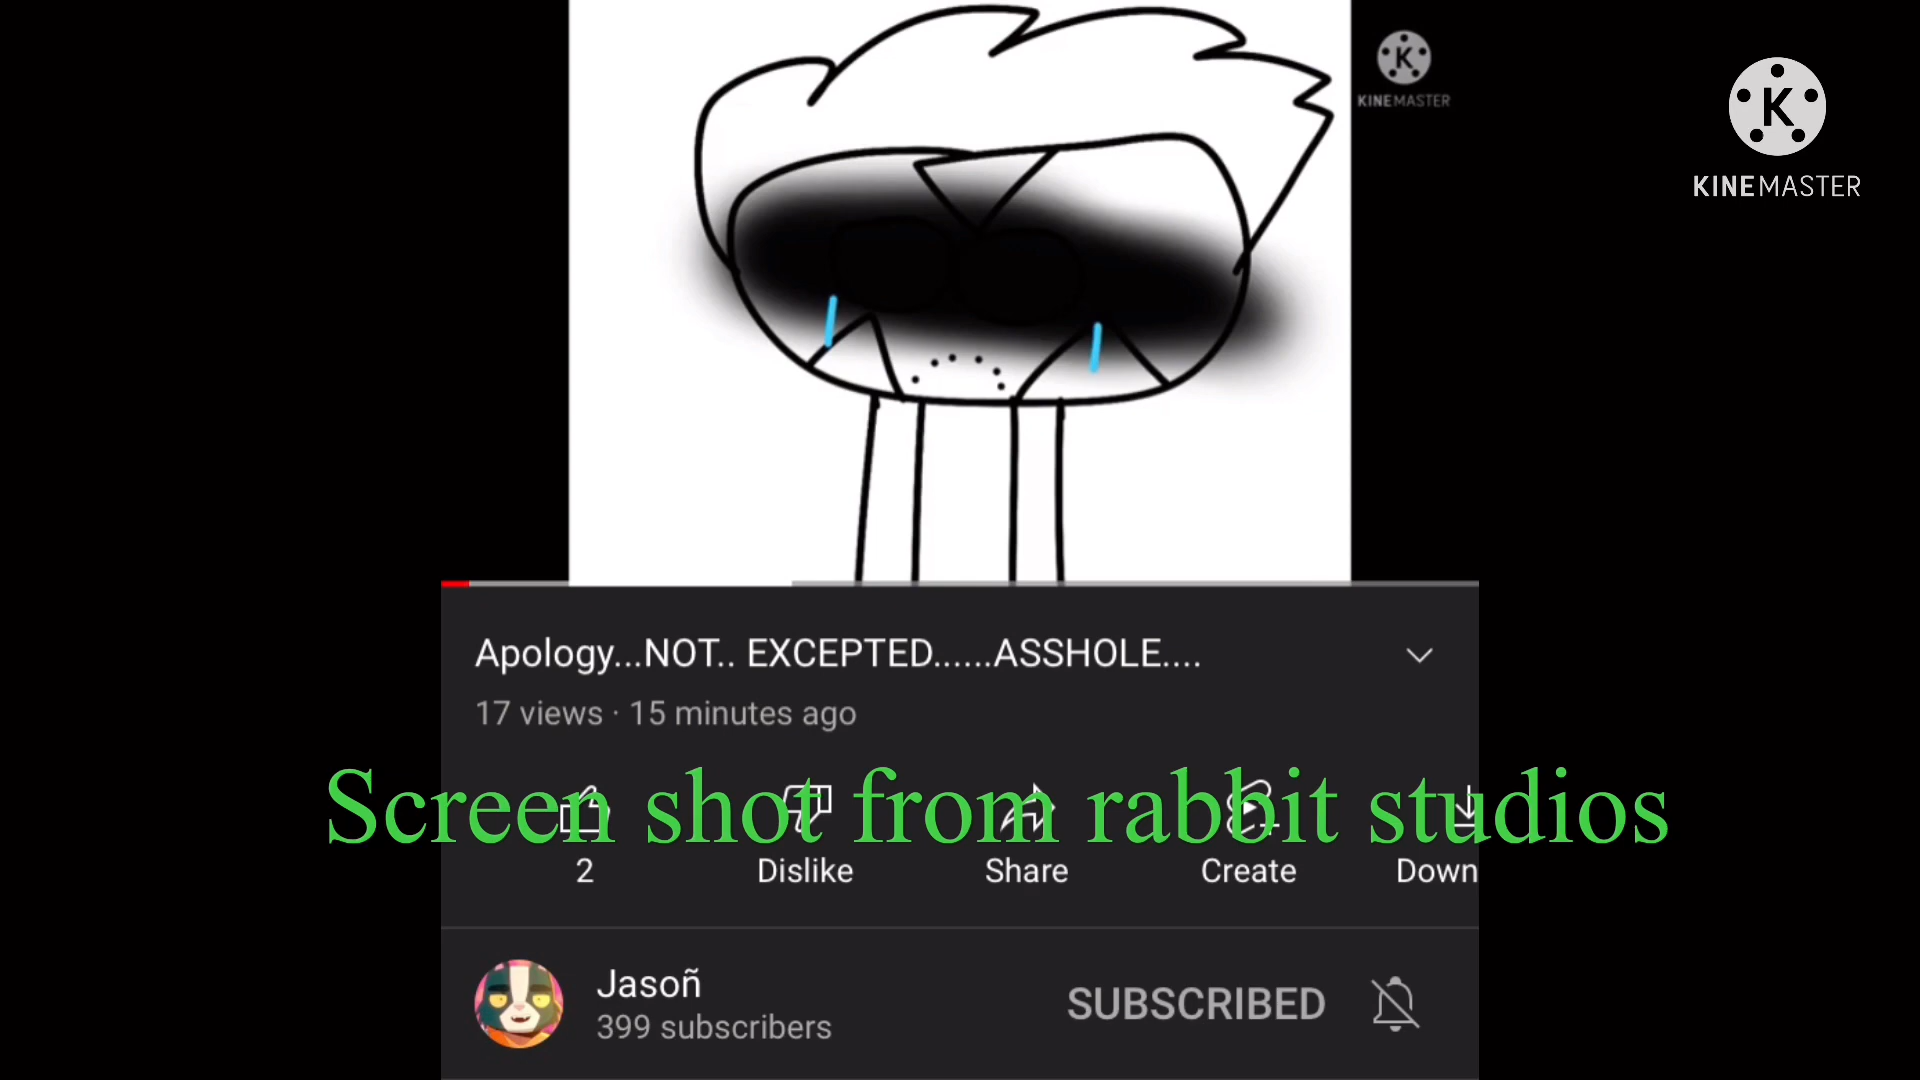 K
KINEMASTER
K
KINEMASTER
Apology...NOT.. EXCEPTED......ASSHOLE....
17 views · 15 minutes ago
Screen shot from rabbit studios
2 Dislike Share Create Down
Jasoñ
399 subscribers
SUBSCRIBED